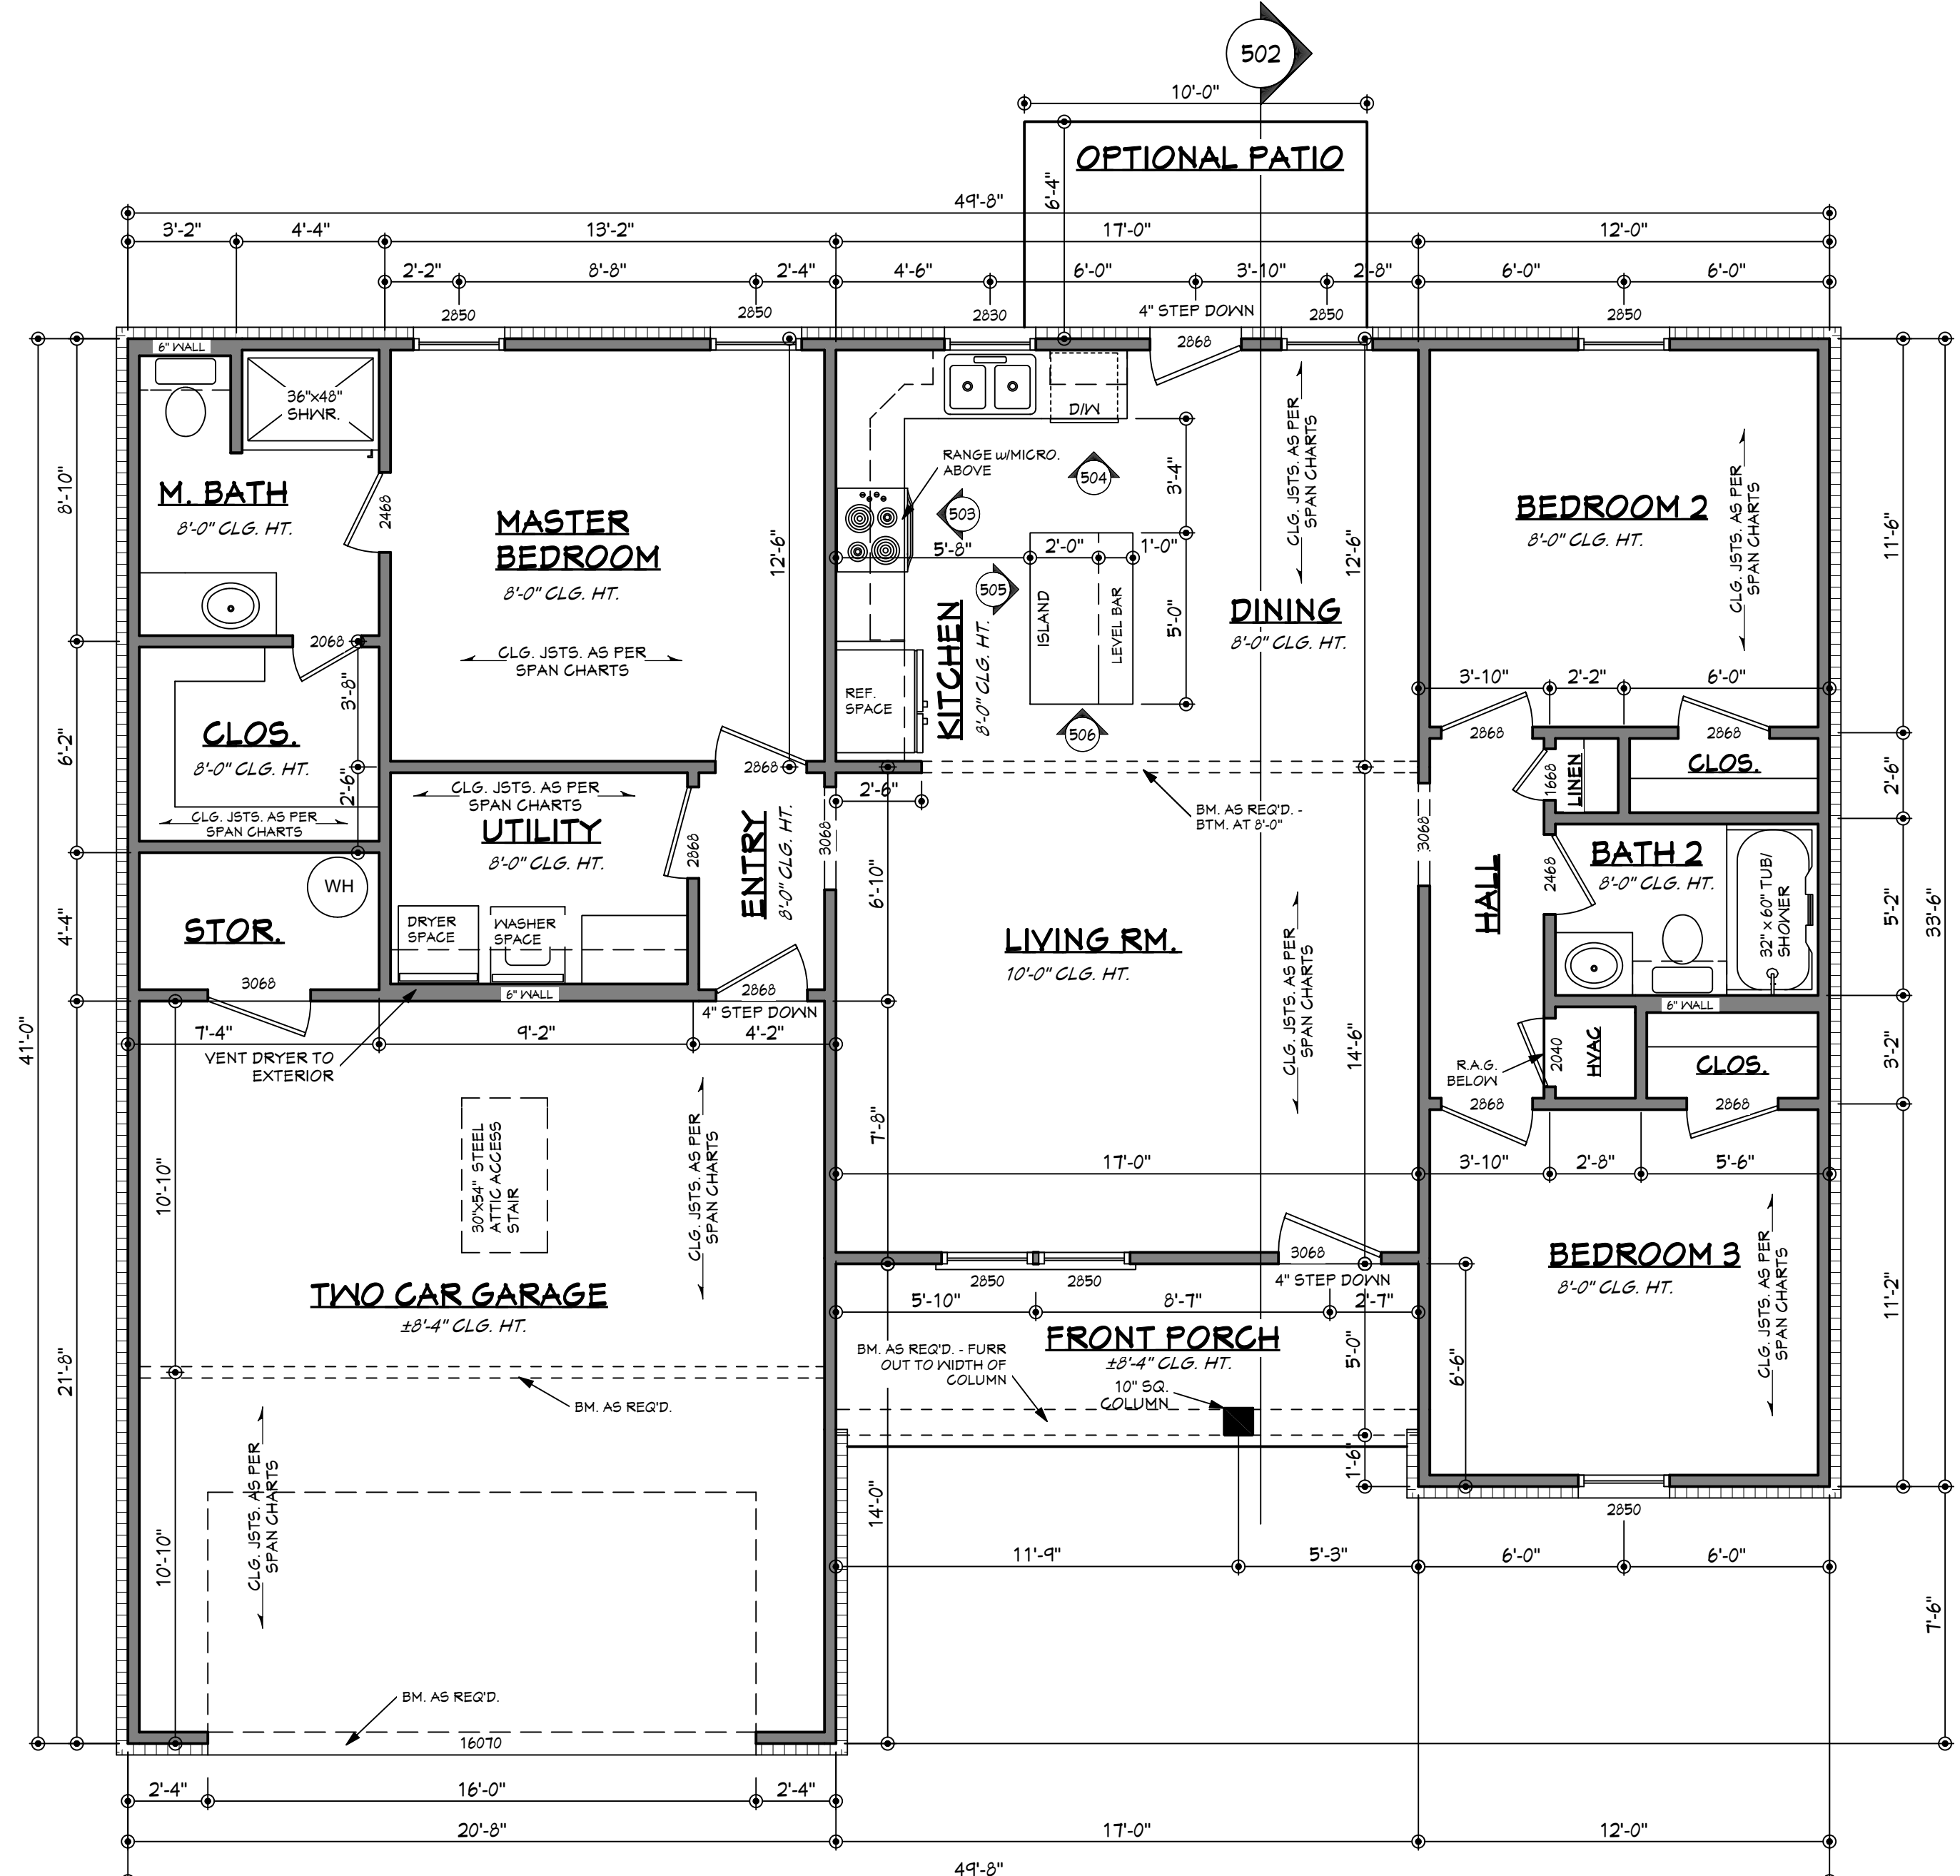 502
10'-0"
OPTIONAL PATIO
6'-4"
49'-8"
3'-2" 4'-4" 13'-2" 17'-0" 12'-0"
2'-2" 8'-8" 2'-4" 4'-6" 6'-0" 3'-10" 2'-8" 6'-0" 6'-0"
2850 2850 2830 4" STEP DOWN 2850 2850
6" WALL
2868
36"x48"
SHWR.
D/W
M. BATH
8'-0" CLG. HT.
2468
8'-10"
MASTER
BEDROOM
8'-0" CLG. HT.
CLG. JSTS. AS PER
SPAN CHARTS
12'-6"
RANGE w/MICRO.
ABOVE
503
504
505
506
3'-4"
5'-8" 2'-0" 1'-0"
5'-0"
ISLAND
LEVEL BAR
KITCHEN
8'-0" CLG. HT.
REF.
SPACE
CLG. JSTS. AS PER
SPAN CHARTS
12'-6"
DINING
8'-0" CLG. HT.
BEDROOM 2
8'-0" CLG. HT.
CLG. JSTS. AS PER
SPAN CHARTS
11'-6"
3'-10" 2'-2" 6'-0"
2868 2868
2068
3'-8"
CLOS.
8'-0" CLG. HT.
2'-6"
CLG. JSTS. AS PER
SPAN CHARTS
6'-2"
2868
CLG. JSTS. AS PER
SPAN CHARTS
UTILITY
8'-0" CLG. HT.
2868
ENTRY
8'-0" CLG. HT.
3068
2'-6"
BM. AS REQ'D. -
BTM. AT 8'-0"
3068
1668
LINEN
CLOS.
2'-6"
WH
STOR.
3068
4'-4"
DRYER
SPACE
WASHER
SPACE
6" WALL
2868
4" STEP DOWN
6'-10"
LIVING RM.
10'-0" CLG. HT.
CLG. JSTS. AS PER
SPAN CHARTS
HALL
2468
BATH 2
8'-0" CLG. HT.
32" x 60" TUB/
SHOWER
5'-2"
33'-6"
6" WALL
41'-0"
7'-4" 9'-2" 4'-2"
VENT DRYER TO
EXTERIOR
14'-6"
R.A.G.
BELOW
2040
HVAC
CLOS.
3'-2"
2868 2868
10'-10"
30"x54" STEEL
ATTIC ACCESS
STAIR
CLG. JSTS. AS PER
SPAN CHARTS
7'-8"
17'-0" 3'-10" 2'-8" 5'-6"
3068
2850 2850 4" STEP DOWN
5'-10" 8'-7" 2'-7"
BEDROOM 3
8'-0" CLG. HT.
CLG. JSTS. AS PER
SPAN CHARTS
11'-2"
TWO CAR GARAGE
±8'-4" CLG. HT.
21'-8"
BM. AS REQ'D.
FRONT PORCH
±8'-4" CLG. HT.
BM. AS REQ'D. - FURR
OUT TO WIDTH OF
COLUMN
10" SQ.
COLUMN
5'-0"
6'-6"
1'-6"
CLG. JSTS. AS PER
SPAN CHARTS
10'-10"
14'-0"
2850
11'-9" 5'-3" 6'-0" 6'-0"
7'-6"
BM. AS REQ'D.
16070
2'-4" 16'-0" 2'-4"
20'-8" 17'-0" 12'-0"
49'-8"